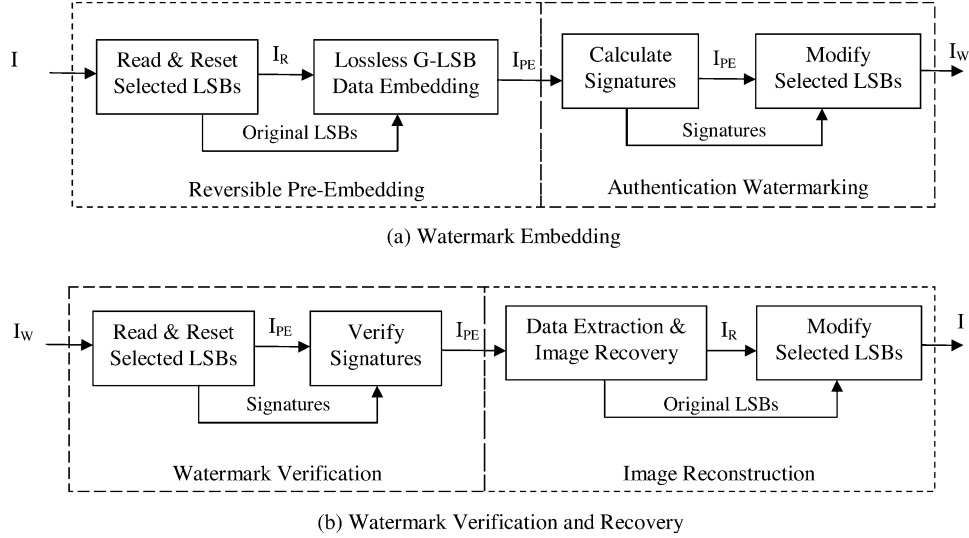 I
Read & Reset
Selected LSBs
I_R
Lossless G-LSB
Data Embedding
I_PE
Calculate
Signatures
I_PE
Modify
Selected LSBs
I_W
Original LSBs
Signatures
Reversible Pre-Embedding
Authentication Watermarking
(a) Watermark Embedding
I_W
Read & Reset
Selected LSBs
I_PE
Verify
Signatures
I_PE
Data Extraction &
Image Recovery
I_R
Modify
Selected LSBs
I
Signatures
Original LSBs
Watermark Verification
Image Reconstruction
(b) Watermark Verification and Recovery